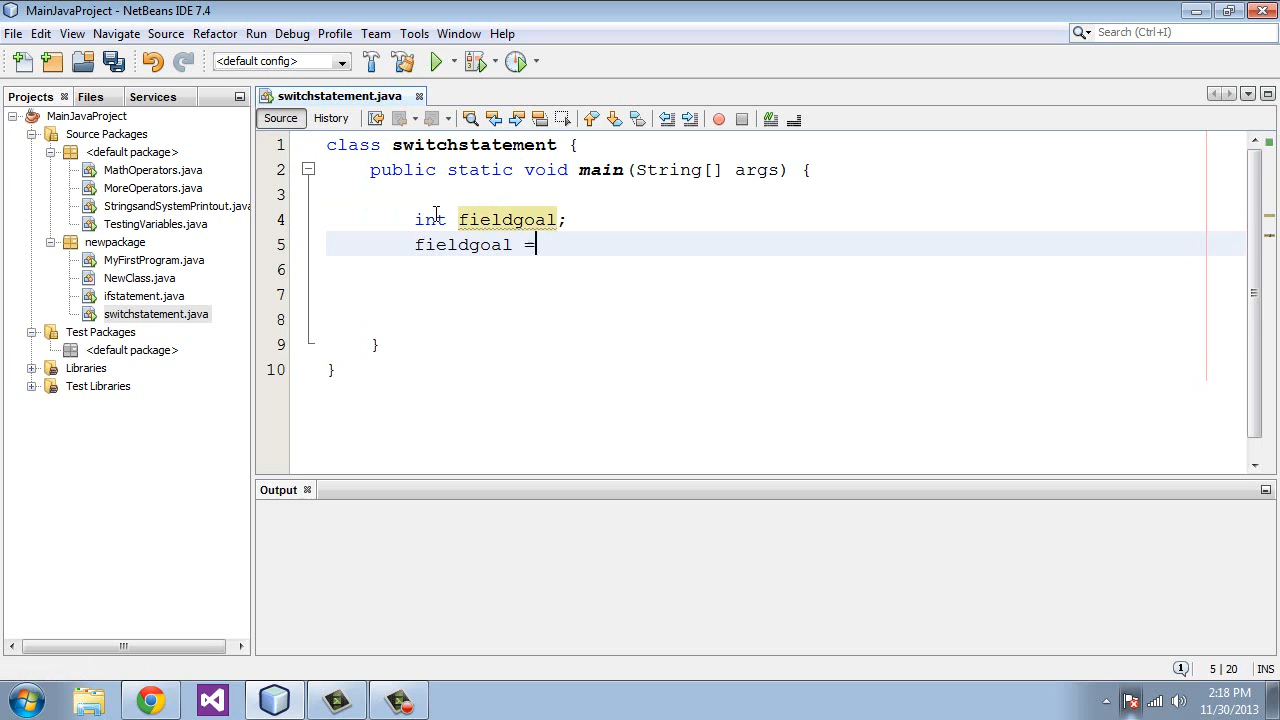 MainJavaProject - NetBeans IDE 7.4
File Edit View Navigate Source Refactor Run Debug Profile Team Tools Window Help
Search (Ctrl+I)
<default config>
Projects Files Services
switchstatement.java
Source History
MainJavaProject
Source Packages
<default package>
MathOperators.java
MoreOperators.java
StringsandSystemPrintout.java
TestingVariables.java
newpackage
MyFirstProgram.java
NewClass.java
ifstatement.java
switchstatement.java
Test Packages
<default package>
Libraries
Test Libraries
1 class switchstatement {
2 public static void main(String[] args) {
3
4 int fieldgoal;
5 fieldgoal =
6
7
8
9 }
10 }
Output
1 5 | 20 INS
2:18 PM
11/30/2013